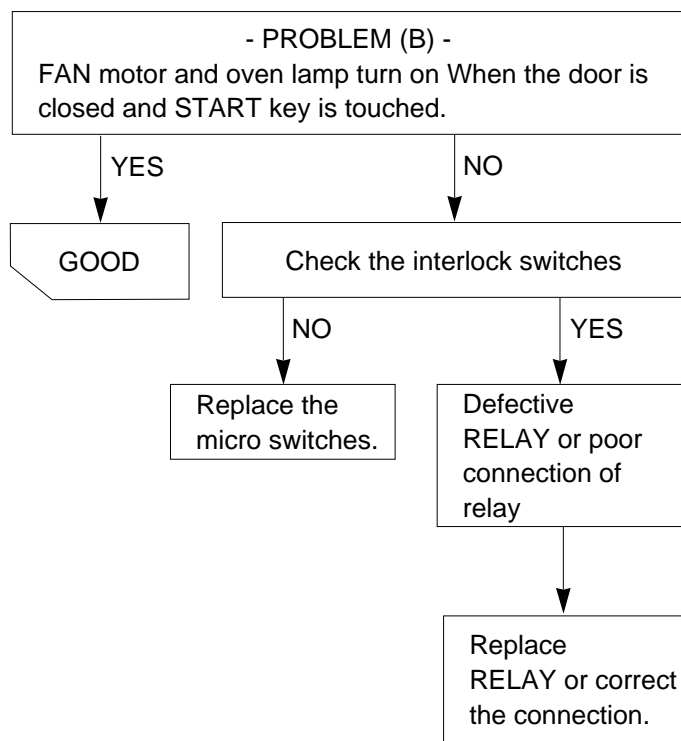 - PROBLEM (B) -
FAN motor and oven lamp turn on When the door is
closed and START key is touched.
YES
NO
GOOD
Check the interlock switches
NO
YES
Replace the
micro switches.
Defective
RELAY or poor
connection of
relay
Replace
RELAY or correct
the connection.